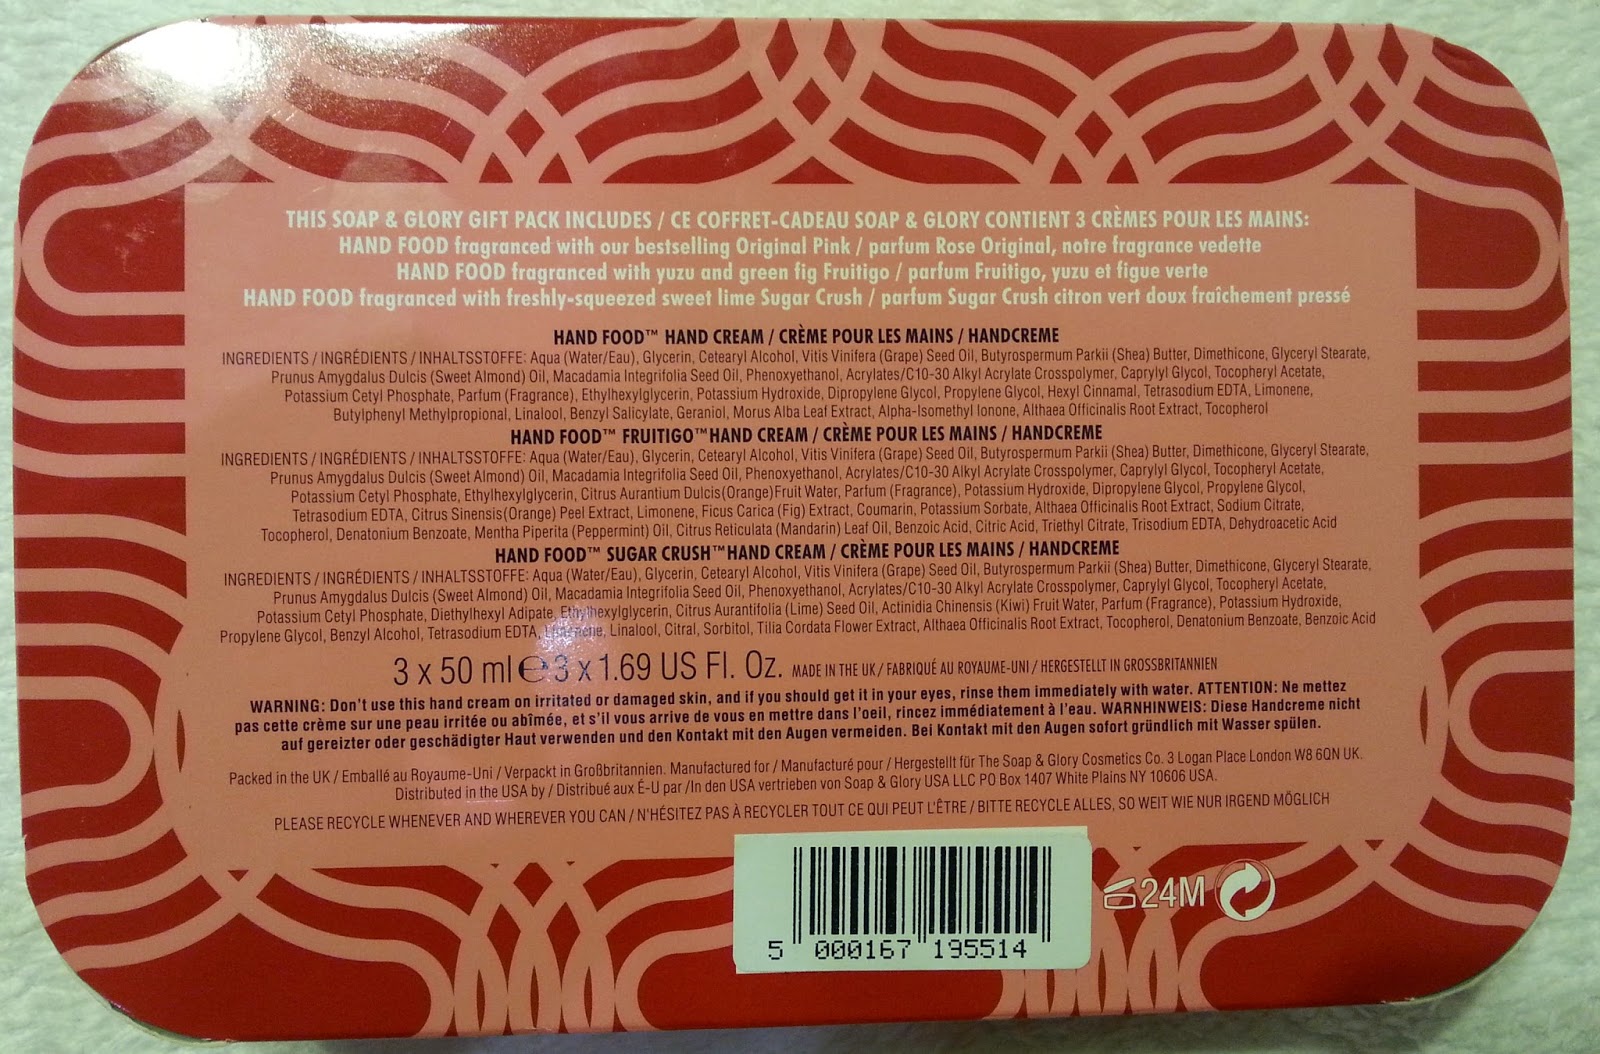 THIS SOAP & GLORY GIFT PACK INCLUDES / CE COFFRET-CADEAU SOAP & GLORY CONTIENT 3 CRÈMES POUR LES MAINS:
HAND FOOD fragranced with our bestselling Original Pink / parfum Rose Original, notre fragrance vedette
HAND FOOD fragranced with yuzu and green fig Fruitigo / parfum Fruitigo, yuzu et figue verte
HAND FOOD fragranced with freshly-squeezed sweet lime Sugar Crush / parfum Sugar Crush citron vert doux fraîchement pressé
HAND FOOD™ HAND CREAM / CRÈME POUR LES MAINS / HANDCREME
INGREDIENTS / INGRÉDIENTS / INHALTSSTOFFE: Aqua (Water/Eau), Glycerin, Cetearyl Alcohol, Vitis Vinifera (Grape) Seed Oil, Butyrospermum Parkii (Shea) Butter, Dimethicone, Glyceryl Stearate,
Prunus Amygdalus Dulcis (Sweet Almond) Oil, Macadamia Integrifolia Seed Oil, Phenoxyethanol, Acrylates/C10-30 Alkyl Acrylate Crosspolymer, Caprylyl Glycol, Tocopheryl Acetate,
Potassium Cetyl Phosphate, Parfum (Fragrance), Ethylhexylglycerin, Potassium Hydroxide, Dipropylene Glycol, Propylene Glycol, Hexyl Cinnamal, Tetrasodium EDTA, Limonene,
Butylphenyl Methylpropional, Linalool, Benzyl Salicylate, Geraniol, Morus Alba Leaf Extract, Alpha-Isomethyl Ionone, Althaea Officinalis Root Extract, Tocopherol
HAND FOOD™ FRUITIGO™ HAND CREAM / CRÈME POUR LES MAINS / HANDCREME
INGREDIENTS / INGRÉDIENTS / INHALTSSTOFFE: Aqua (Water/Eau), Glycerin, Cetearyl Alcohol, Vitis Vinifera (Grape) Seed Oil, Butyrospermum Parkii (Shea) Butter, Dimethicone, Glyceryl Stearate,
Prunus Amygdalus Dulcis (Sweet Almond) Oil, Macadamia Integrifolia Seed Oil, Phenoxyethanol, Acrylates/C10-30 Alkyl Acrylate Crosspolymer, Caprylyl Glycol, Tocopheryl Acetate,
Potassium Cetyl Phosphate, Ethylhexylglycerin, Citrus Aurantium Dulcis(Orange)Fruit Water, Parfum (Fragrance), Potassium Hydroxide, Dipropylene Glycol, Propylene Glycol,
Tetrasodium EDTA, Citrus Sinensis(Orange) Peel Extract, Limonene, Ficus Carica (Fig) Extract, Coumarin, Potassium Sorbate, Althaea Officinalis Root Extract, Sodium Citrate,
Tocopherol, Denatonium Benzoate, Mentha Piperita (Peppermint) Oil, Citrus Reticulata (Mandarin) Leaf Oil, Benzoic Acid, Citric Acid, Triethyl Citrate, Trisodium EDTA, Dehydroacetic Acid
HAND FOOD™ SUGAR CRUSH™ HAND CREAM / CRÈME POUR LES MAINS / HANDCREME
INGREDIENTS / INGRÉDIENTS / INHALTSSTOFFE: Aqua (Water/Eau), Glycerin, Cetearyl Alcohol, Vitis Vinifera (Grape) Seed Oil, Butyrospermum Parkii (Shea) Butter, Dimethicone, Glyceryl Stearate,
Prunus Amygdalus Dulcis (Sweet Almond) Oil, Macadamia Integrifolia Seed Oil, Phenoxyethanol, Acrylates/C10-30 Alkyl Acrylate Crosspolymer, Caprylyl Glycol, Tocopheryl Acetate,
Potassium Cetyl Phosphate, Diethylhexyl Adipate, Ethylhexylglycerin, Citrus Aurantifolia (Lime) Seed Oil, Actinidia Chinensis (Kiwi) Fruit Water, Parfum (Fragrance), Potassium Hydroxide,
Propylene Glycol, Benzyl Alcohol, Tetrasodium EDTA, Linalool, Citral, Sorbitol, Tilia Cordata Flower Extract, Althaea Officinalis Root Extract, Tocopherol, Denatonium Benzoate, Benzoic Acid
3 x 50 ml ℮ 3 x 1.69 US Fl. Oz. MADE IN THE UK / FABRIQUÉ AU ROYAUME-UNI / HERGESTELLT IN GROSSBRITANNIEN
WARNING: Don't use this hand cream on irritated or damaged skin, and if you should get it in your eyes, rinse them immediately with water. ATTENTION: Ne mettez
pas cette crème sur une peau irritée ou abîmée, et s'il vous arrive de vous en mettre dans l'oeil, rincez immédiatement à l'eau. WARNHINWEIS: Diese Handcreme nicht
auf gereizter oder geschädigter Haut verwenden und den Kontakt mit den Augen vermeiden. Bei Kontakt mit den Augen sofort gründlich mit Wasser spülen.
Packed in the UK / Emballé au Royaume-Uni / Verpackt in Großbritannien. Manufactured for / Manufacturé pour / Hergestellt für The Soap & Glory Cosmetics Co. 3 Logan Place London W8 6QN UK.
Distributed in the USA by / Distribué aux É-U par /In den USA vertrieben von Soap & Glory USA LLC PO Box 1407 White Plains NY 10606 USA.
PLEASE RECYCLE WHENEVER AND WHEREVER YOU CAN / N'HÉSITEZ PAS À RECYCLER TOUT CE QUI PEUT L'ÊTRE / BITTE RECYCLE ALLES, SO WEIT WIE NUR IRGEND MÖGLICH
24M
5 000167 195514